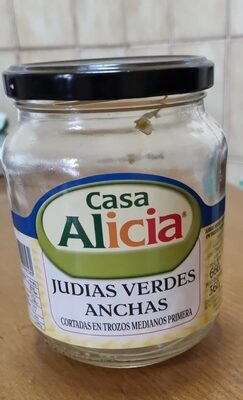 Casa
Alicia
JUDIAS VERDES
ANCHAS
CORTADAS EN TROZOS MEDIANOS PRIMERA